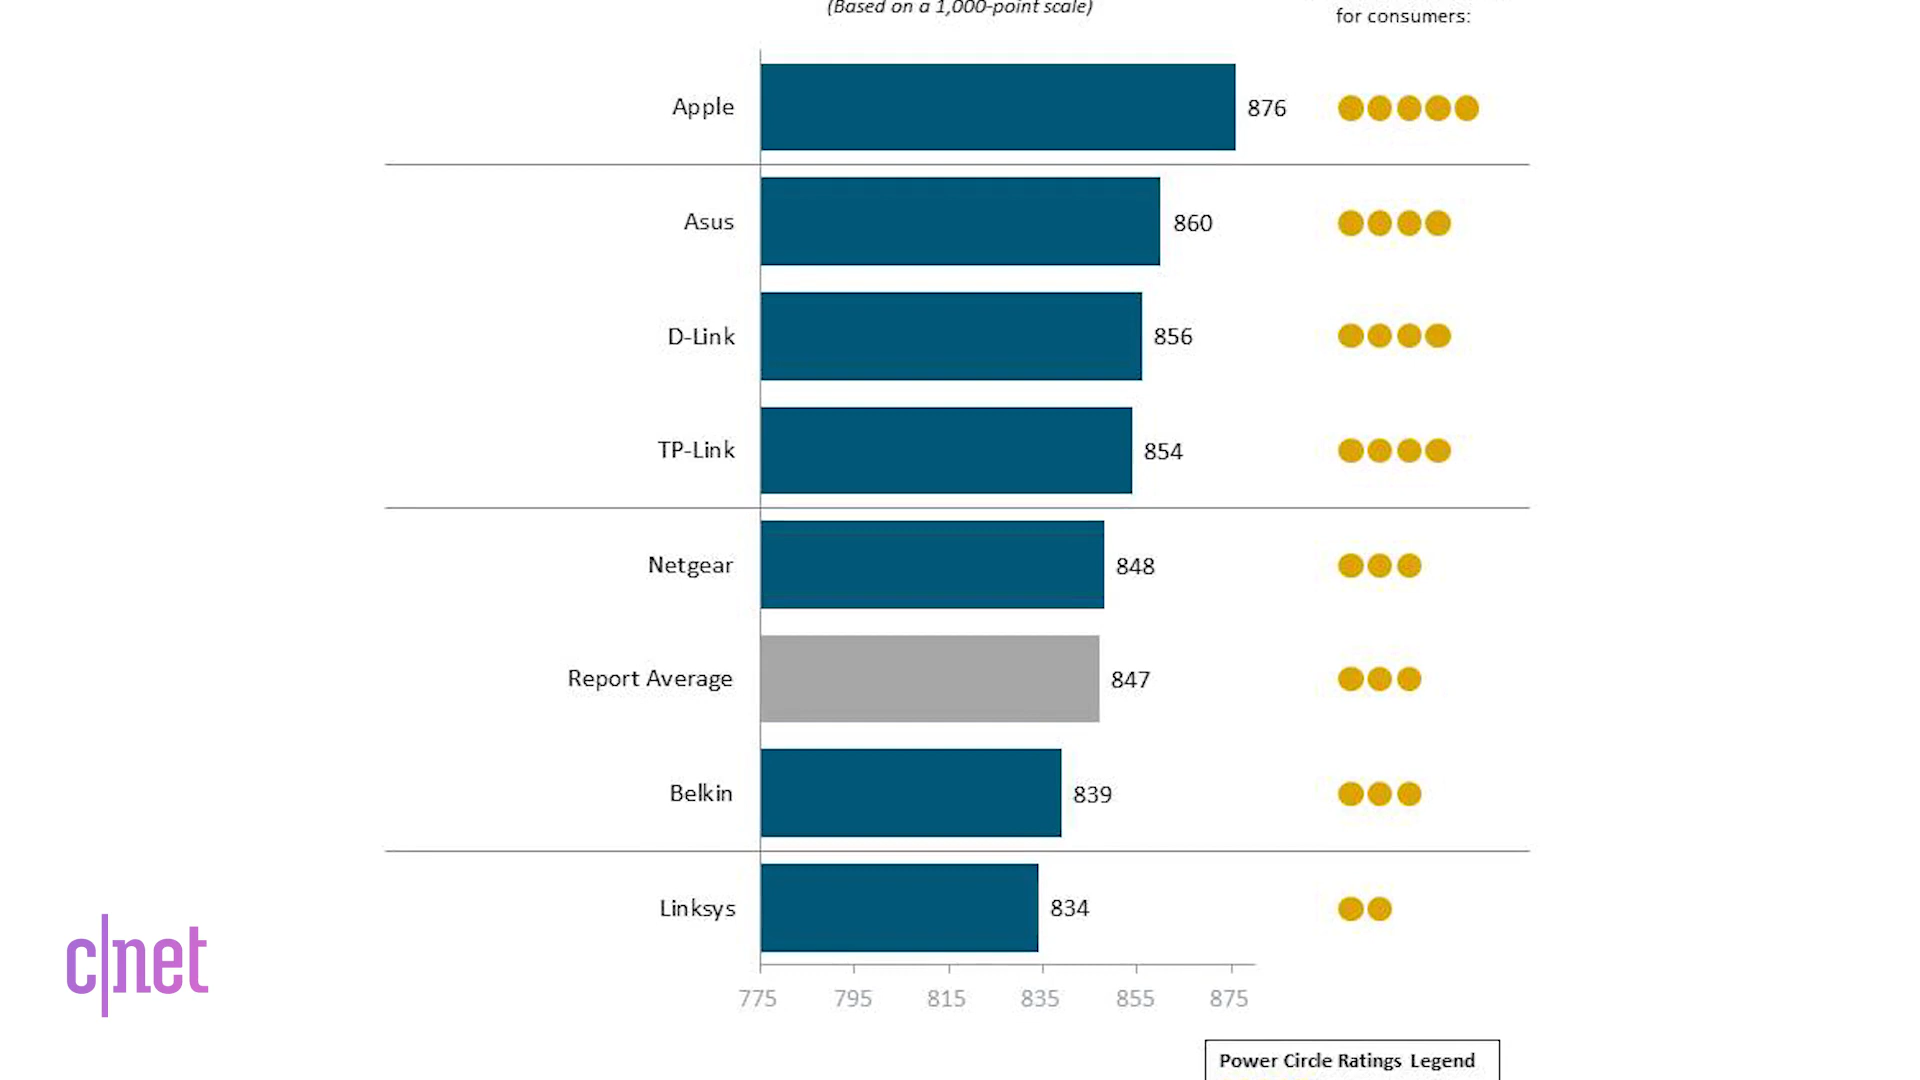 (Based on a 1,000-point scale)
for consumers:
Apple 876
Asus 860
D-Link 856
TP-Link 854
Netgear 848
Report Average 847
Belkin 839
Linksys 834
775 795 815 835 855 875
Power Circle Ratings Legend
c|net